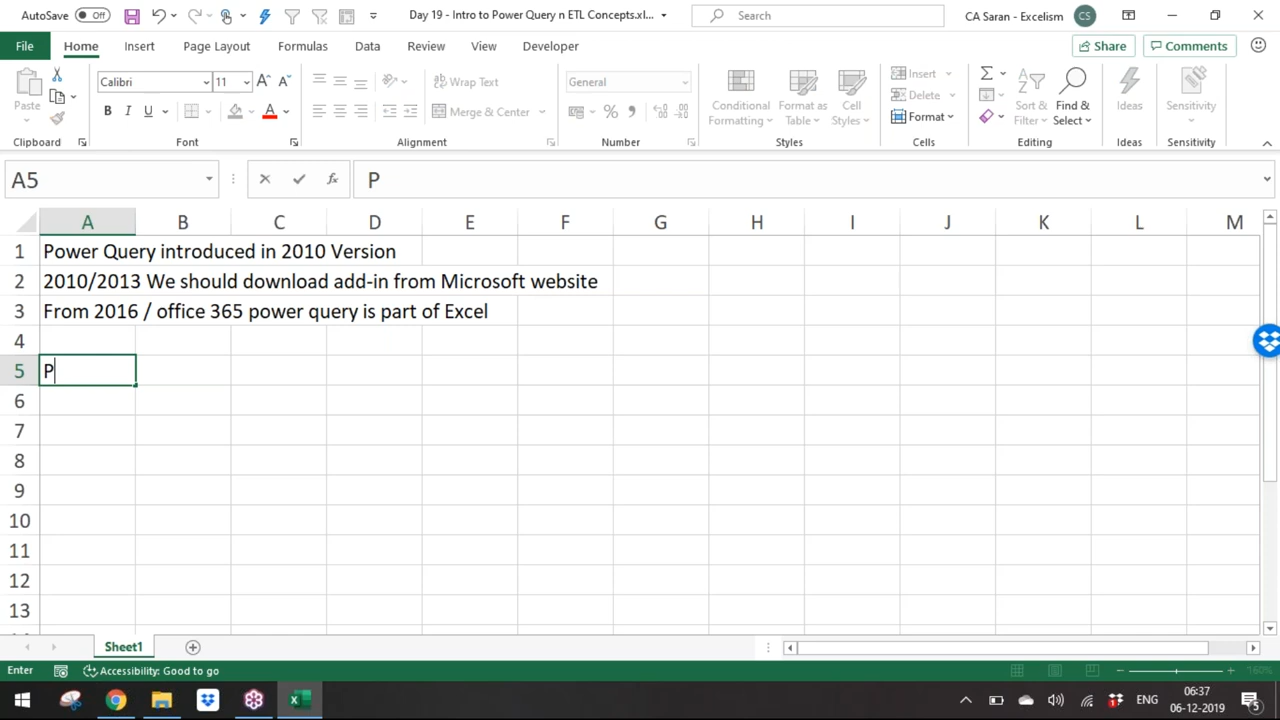 AutoSave Off
Day 19 - Intro to Power Query n ETL Concepts.xl...
Search
CA Saran - Excelism CS
File Home Insert Page Layout Formulas Data Review View Developer Share Comments
Paste
Clipboard
Calibri 11
B I U
Font
Wrap Text
Merge & Center
Alignment
General
Number
Conditional Formatting
Format as Table
Cell Styles
Styles
Insert
Delete
Format
Cells
Sort & Filter
Find & Select
Editing
Ideas
Ideas
Sensitivity
Sensitivity
A5 fx P
A B C D E F G H I J K L M
1 Power Query introduced in 2010 Version
2 2010/2013 We should download add-in from Microsoft website
3 From 2016 / office 365 power query is part of Excel
4
5 P
6
7
8
9
10
11
12
13
Sheet1
Enter Accessibility: Good to go 160%
ENG 06:37
06-12-2019 5